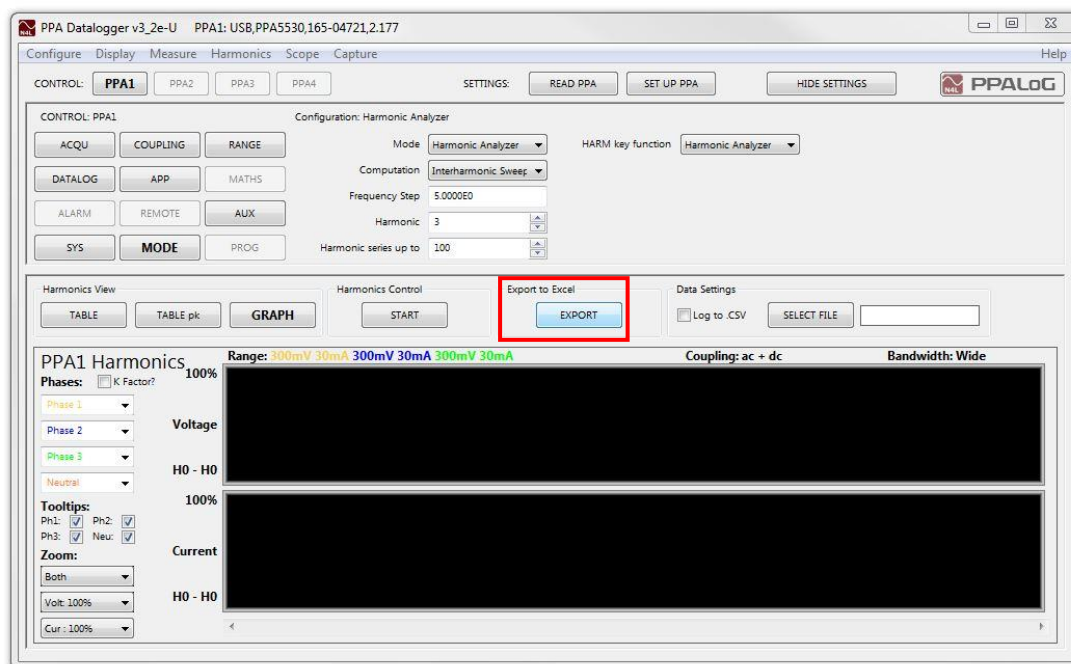 PPA Datalogger v3_2e-U PPA1: USB,PPA5530,165-04721,2.177
Configure Display Measure Harmonics Scope Capture Help
CONTROL: PPA1 PPA2 PPA3 PPA4 SETTINGS: READ PPA SET UP PPA HIDE SETTINGS N4L PPALoG
CONTROL: PPA1 Configuration: Harmonic Analyzer
ACQU COUPLING RANGE Mode Harmonic Analyzer HARM key function Harmonic Analyzer
DATALOG APP MATHS Computation Interharmonic Sweep
Frequency Step 5.0000E0
ALARM REMOTE AUX Harmonic 3
SYS MODE PROG Harmonic series up to 100
Harmonics View Harmonics Control Export to Excel Data Settings
TABLE TABLE pk GRAPH START EXPORT Log to .CSV SELECT FILE
PPA1 Harmonics Range: 300mV 30mA 300mV 30mA 300mV 30mA Coupling: ac + dc Bandwidth: Wide
Phases: K Factor? 100%
Phase 1
Phase 2 Voltage
Phase 3
H0 - H0
Neutral
Tooltips: 100%
Ph1: Ph2:
Ph3: Neu:
Zoom: Current
Both
Volt: 100% H0 - H0
Cur : 100%